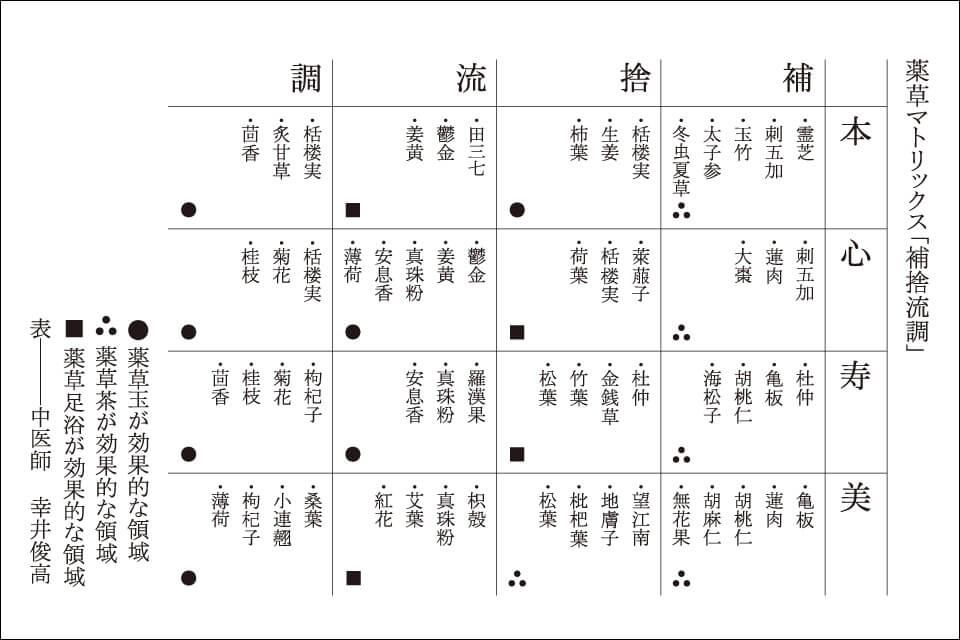 薬草マトリックス「補捨流調」
補
捨
流
調
本
・霊芝
・刺五加
・玉竹
・太子参
・冬虫夏草
・栝楼実
・生姜
・柿葉
●
・田三七
・鬱金
・姜黄
■
・栝楼実
・炙甘草
・茴香
●
心
・刺五加
・蓮肉
・大棗
・莱菔子
・栝楼実
・荷葉
■
・鬱金
・姜黄
・真珠粉
・安息香
・薄荷
●
・栝楼実
・菊花
・桂枝
●
寿
・杜仲
・亀板
・胡桃仁
・海松子
・杜仲
・金銭草
・竹葉
・松葉
■
・羅漢果
・真珠粉
・安息香
●
・枸杞子
・菊花
・桂枝
・茴香
●
美
・亀板
・蓮肉
・胡桃仁
・胡麻仁
・無花果
・望江南
・地膚子
・枇杷葉
・松葉
・枳殻
・真珠粉
・艾葉
・紅花
■
・桑葉
・小連翹
・枸杞子
・薄荷
●
●薬草玉が効果的な領域
薬草茶が効果的な領域
■薬草足浴が効果的な領域
表───中医師　幸井俊高